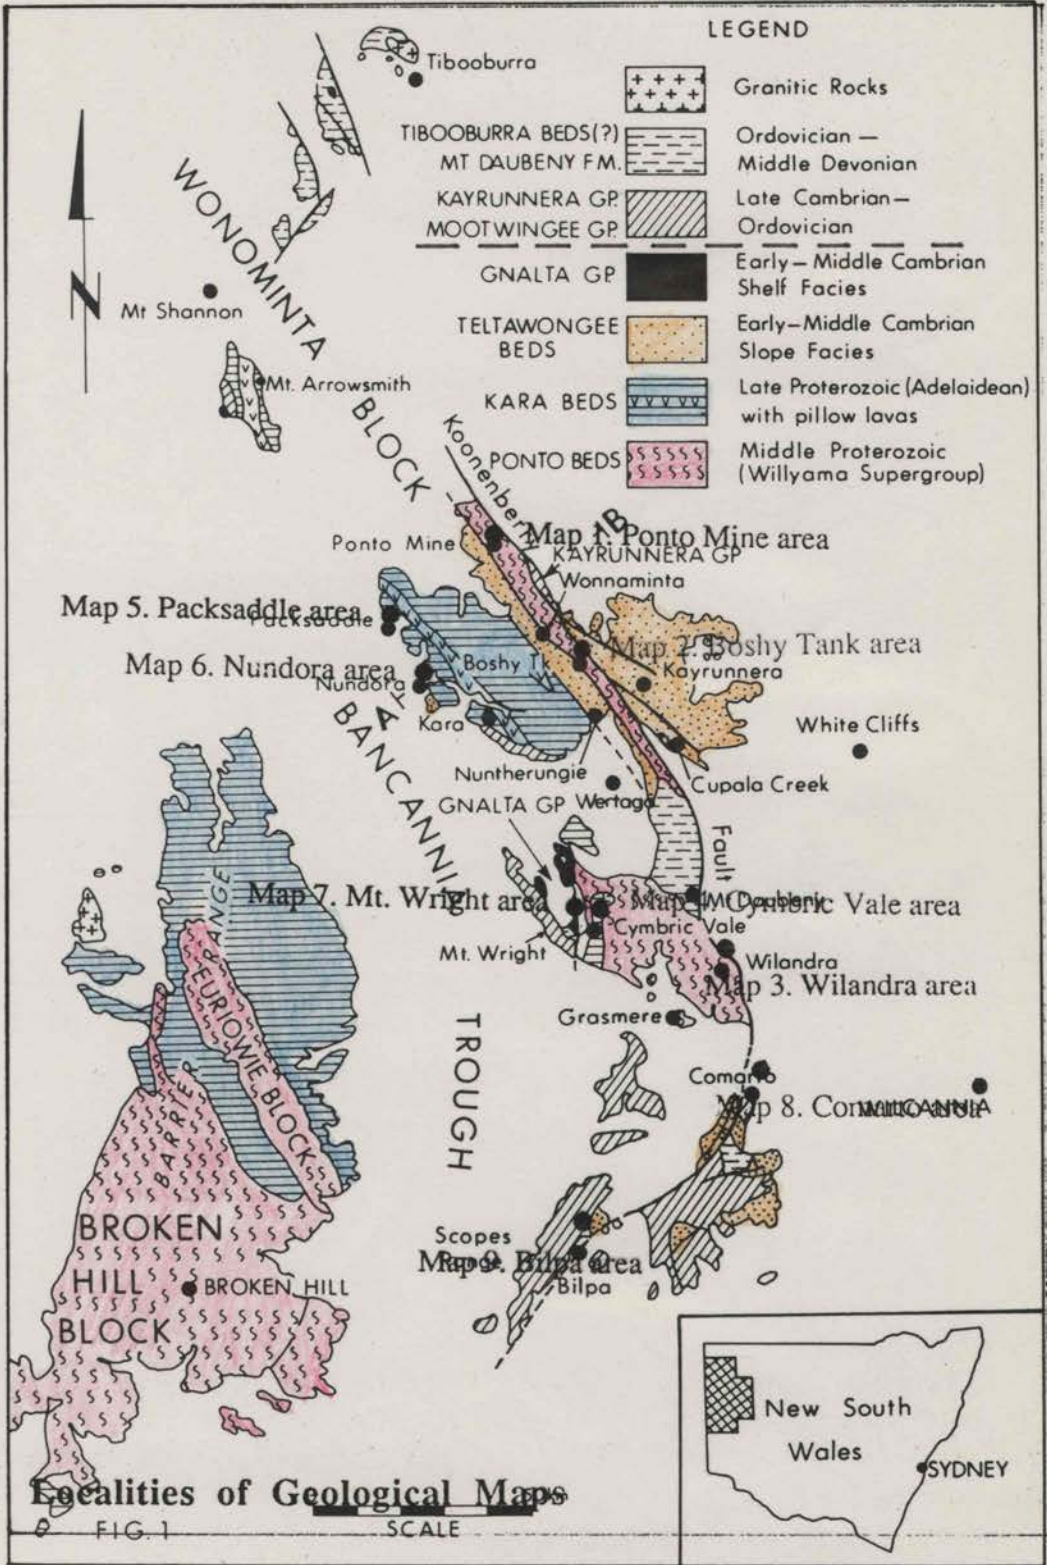 LEGEND
Granitic Rocks
TIBOOBURRA BEDS(?)
MT DAUBENY FM.
Ordovician —
Middle Devonian
KAYRUNNERA GP.
MOOTWINGEE GP.
Late Cambrian—
Ordovician
GNALTA GP
Early—Middle Cambrian
Shelf Facies
TELTAWONGEE
BEDS
Early—Middle Cambrian
Slope Facies
KARA BEDS
Late Proterozoic (Adelaidean)
with pillow lavas
PONTO BEDS
Middle Proterozoic
(Willyama Supergroup)
Tibooburra
WONOMINTA
BLOCK
N
Mt Shannon
Mt. Arrowsmith
Koonenberry
Fault
Ponto Mine
1B
Map 1. Ponto Mine area
KAYRUNNERA GP
Wonnaminta
Map 5. Packsaddle area
Packsaddle
Map 2. Boshy Tank area
Map 6. Nundora area
Nundora
Boshy Tk
Kayrunnera
A
Kara
BANCANNIA
TROUGH
White Cliffs
Nuntherungie
Cupala Creek
GNALTA GP
Wertago
Map 7. Mt. Wright area
Map 4. Cymbric Vale area
Mt Daubeny
Cymbric Vale
Mt. Wright
Wilandra
Map 3. Wilandra area
Grasmere
Comarto
Map 8. Comarto area
WILCANNIA
Scopes
Range
Map 9. Bilpa area
Bilpa
RANGE
BARRIER
EURIOWIE BLOCK
BROKEN
HILL
BLOCK
BROKEN HILL
New South
Wales
SYDNEY
Localities of Geological Maps
FIG. 1
SCALE